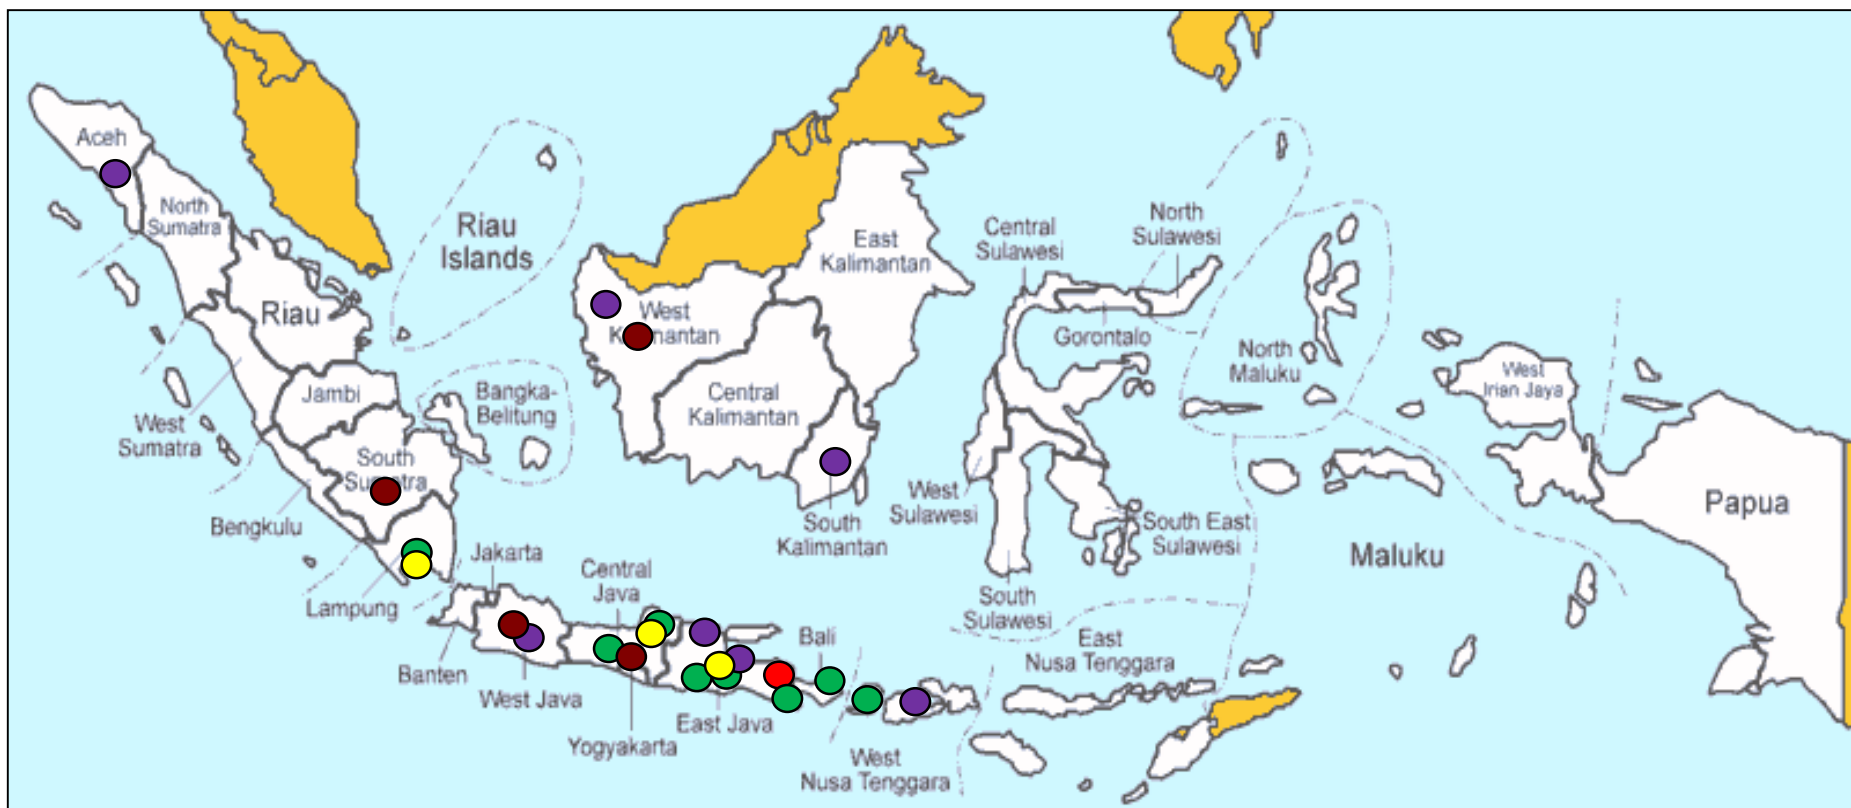 Aceh
North
Sumatra
Riau
Islands
Riau
West
Sumatra
Jambi
Bangka-
Belitung
South
Sumatra
Bengkulu
Lampung
Jakarta
Banten
West Java
Central
Java
Yogyakarta
East Java
Bali
West
Nusa Tenggara
East
Nusa Tenggara
West
Kalimantan
Central
Kalimantan
East
Kalimantan
South
Kalimantan
Central
Sulawesi
North
Sulawesi
Gorontalo
West
Sulawesi
South
Sulawesi
South East
Sulawesi
North
Maluku
Maluku
West
Irian Jaya
Papua